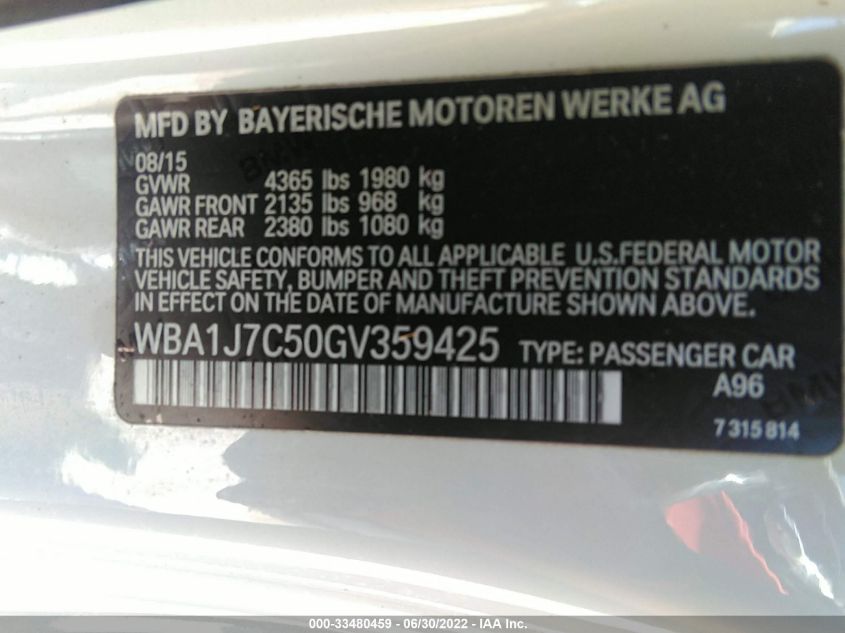 MFD BY BAYERISCHE MOTOREN WERKE AG
08/15
GVWR 4365 lbs 1980 kg
GAWR FRONT 2135 lbs 968 kg
GAWR REAR 2380 lbs 1080 kg
THIS VEHICLE CONFORMS TO ALL APPLICABLE U.S.FEDERAL MOTOR
VEHICLE SAFETY, BUMPER AND THEFT PREVENTION STANDARDS
IN EFFECT ON THE DATE OF MANUFACTURE SHOWN ABOVE.
WBA1J7C50GV359425 TYPE: PASSENGER CAR
A96
7315814
000-33480459 - 06/30/2022 - IAA Inc.